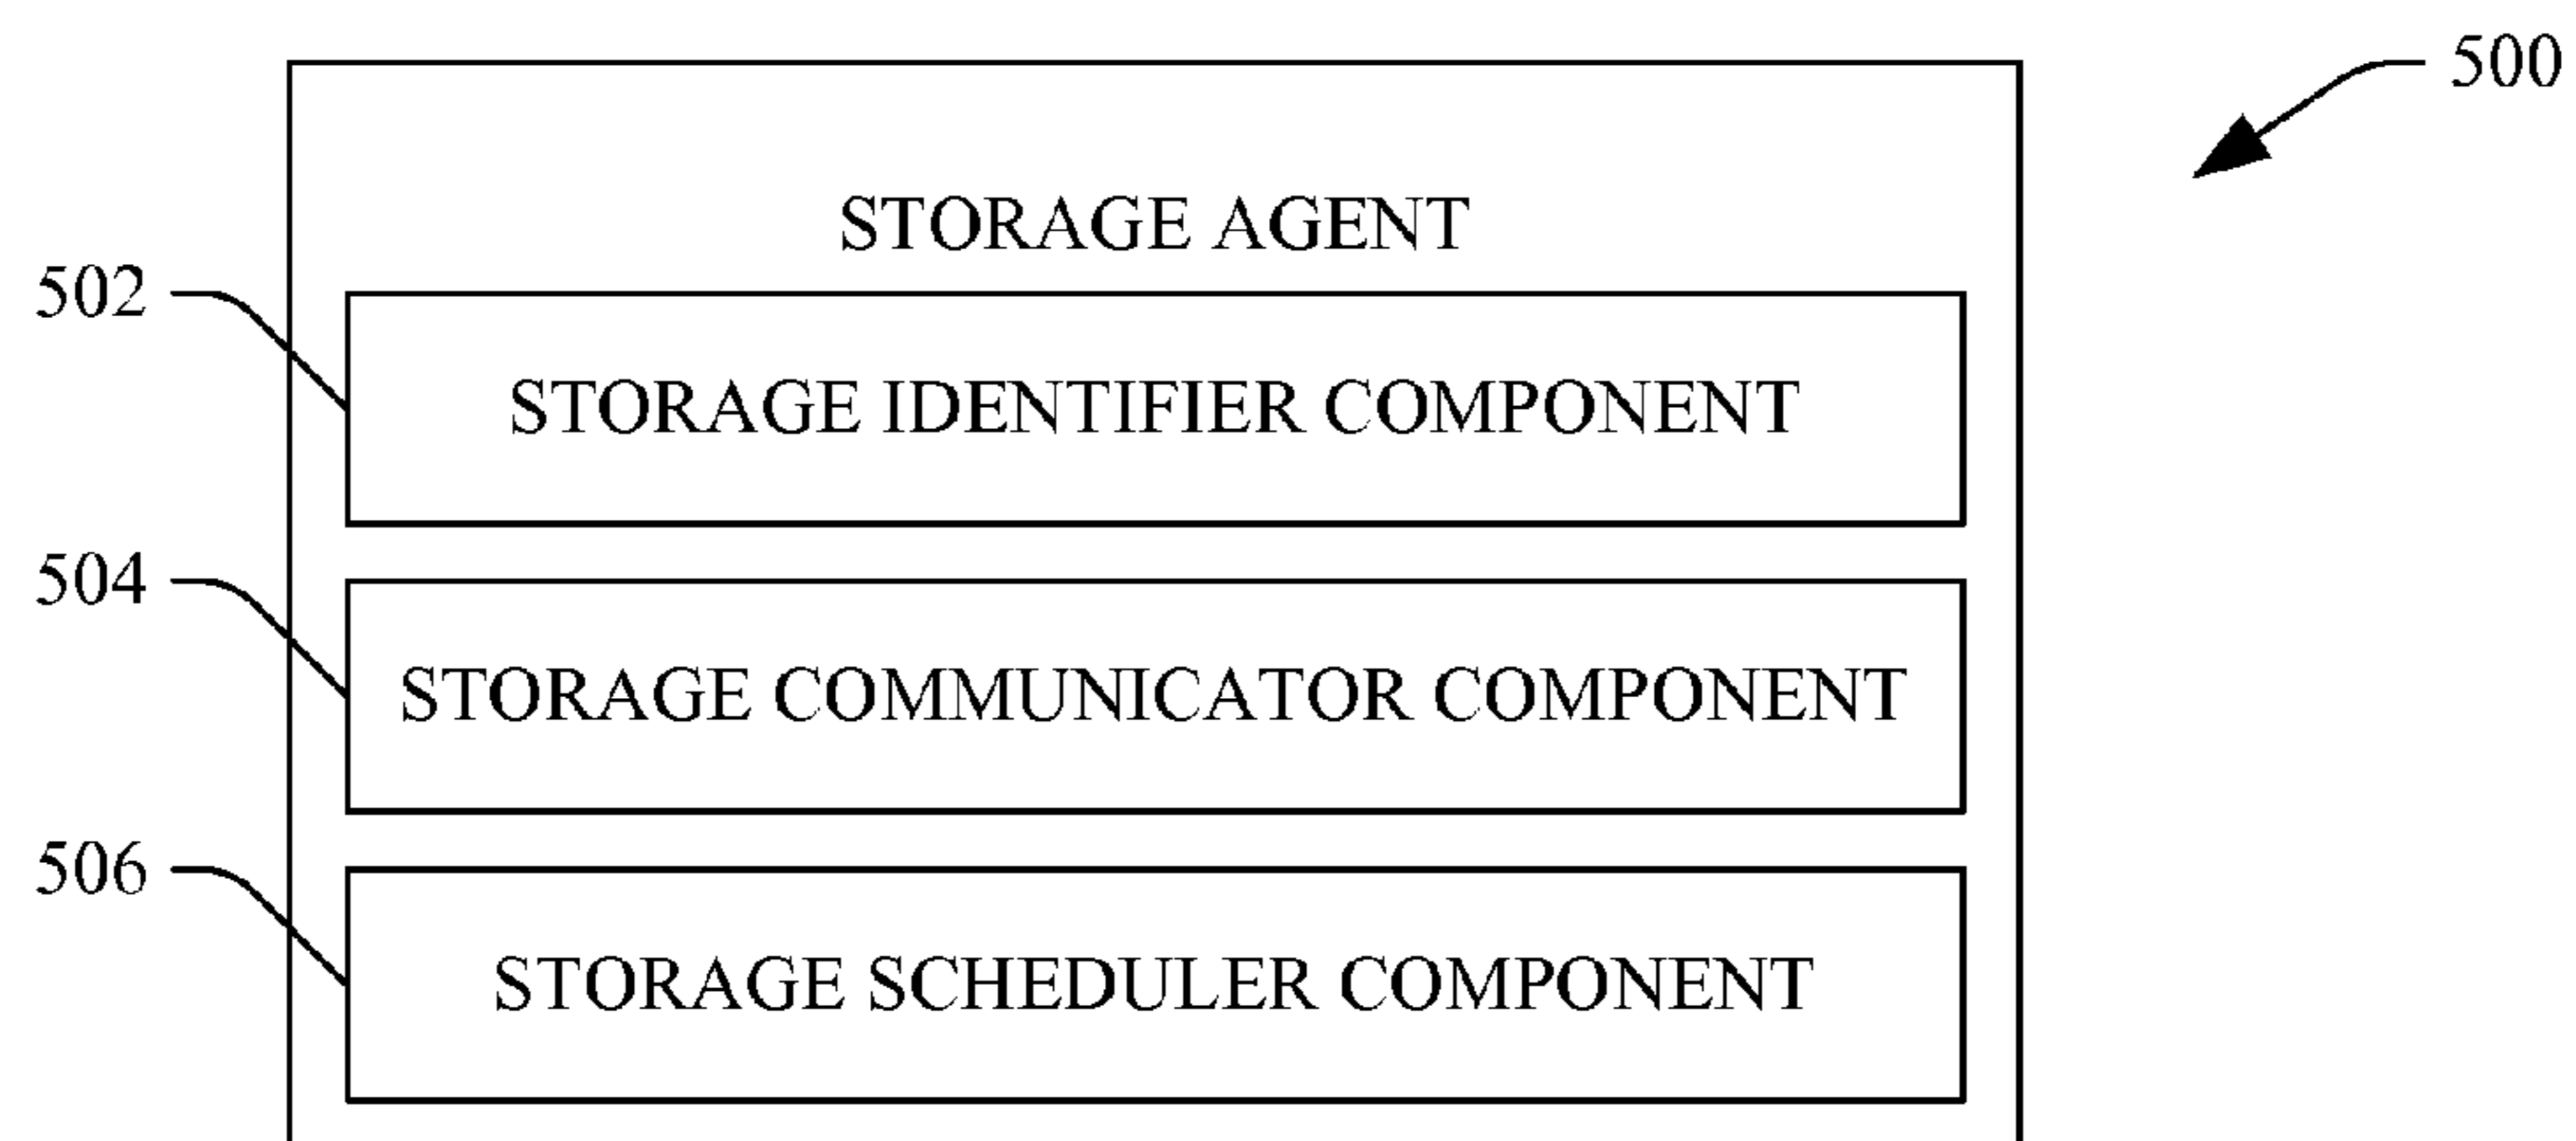 500
STORAGE AGENT
502
STORAGE IDENTIFIER COMPONENT
504
STORAGE COMMUNICATOR COMPONENT
506
STORAGE SCHEDULER COMPONENT